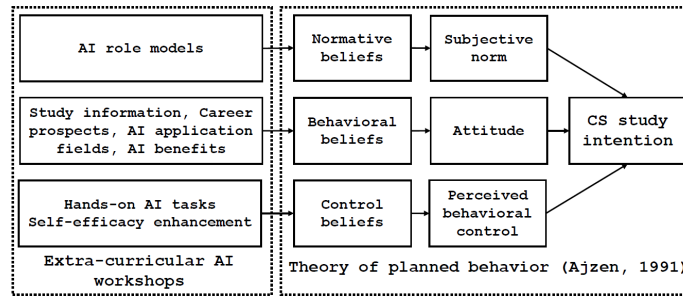 AI role models
Normative
beliefs
Subjective
norm
Study information, Career
prospects, AI application
fields, AI benefits
Behavioral
beliefs
Attitude
CS study
intention
Hands-on AI tasks
Self-efficacy enhancement
Control
beliefs
Perceived
behavioral
control
Extra-curricular AI
workshops
Theory of planned behavior (Ajzen, 1991)